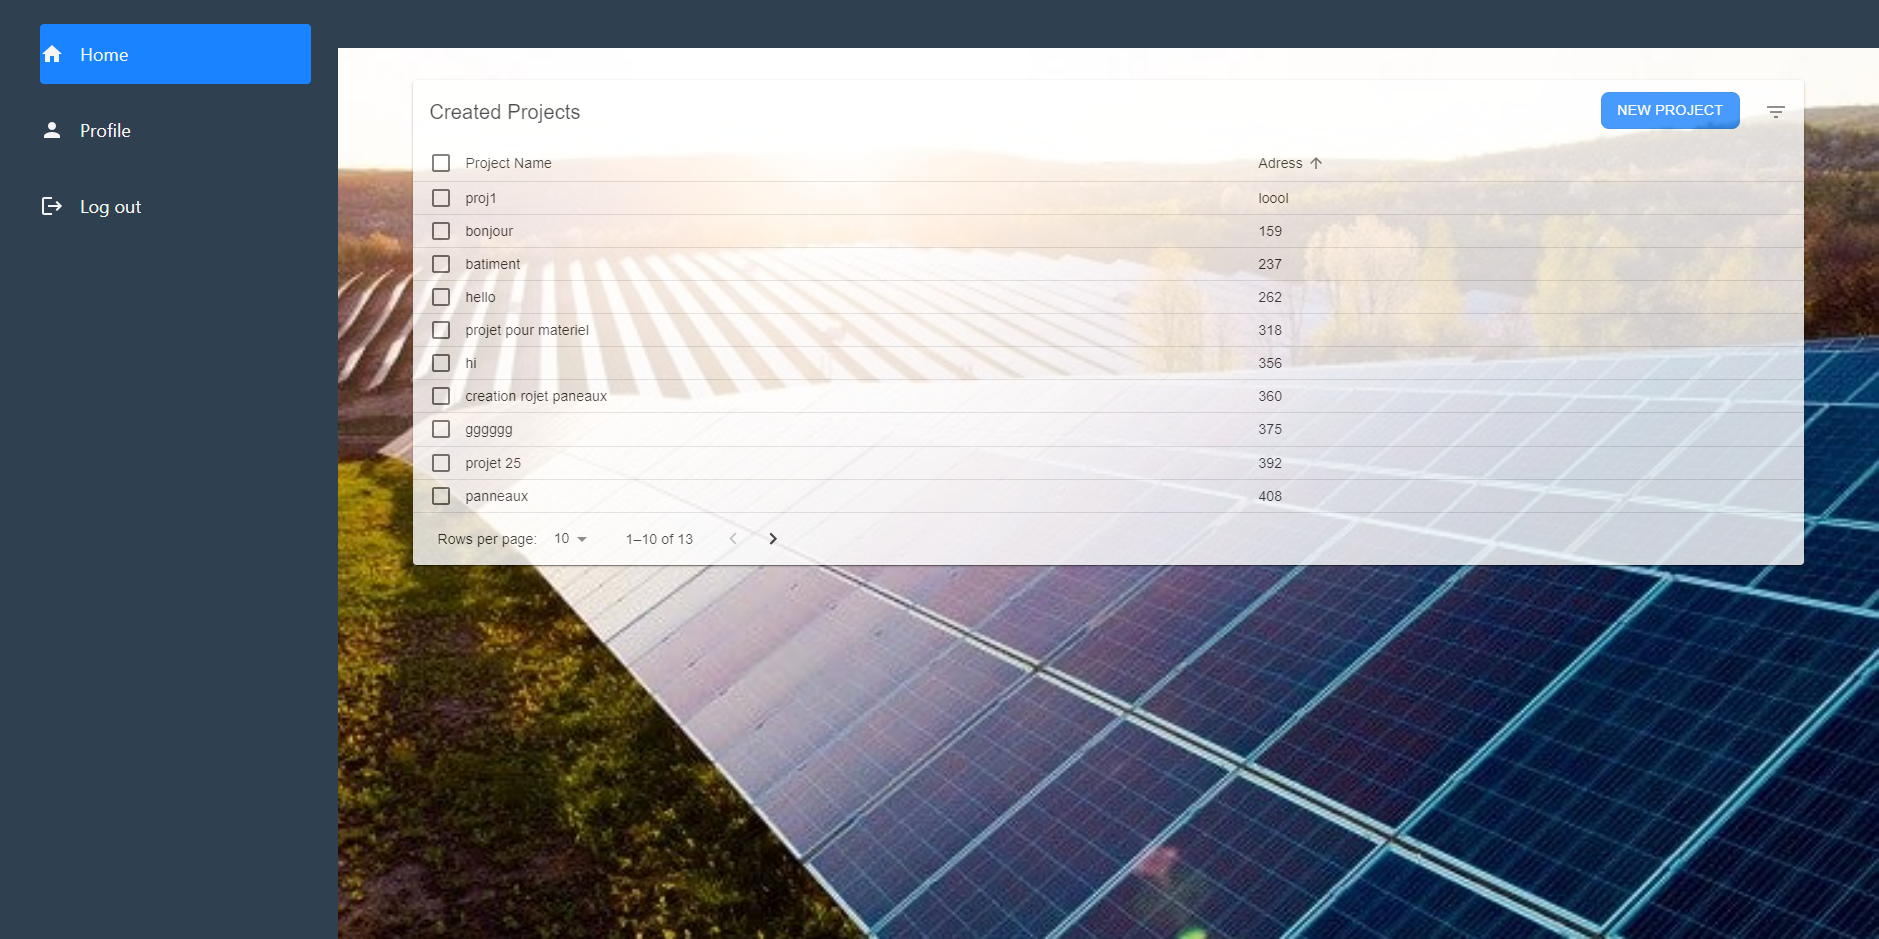 Home
Profile
Log out
Created Projects
NEW PROJECT
Project Name Adress
proj1 loool
bonjour 159
batiment 237
hello 262
projet pour materiel 318
hi 356
creation rojet paneaux 360
gggggg 375
projet 25 392
panneaux 408
Rows per page: 10 1–10 of 13